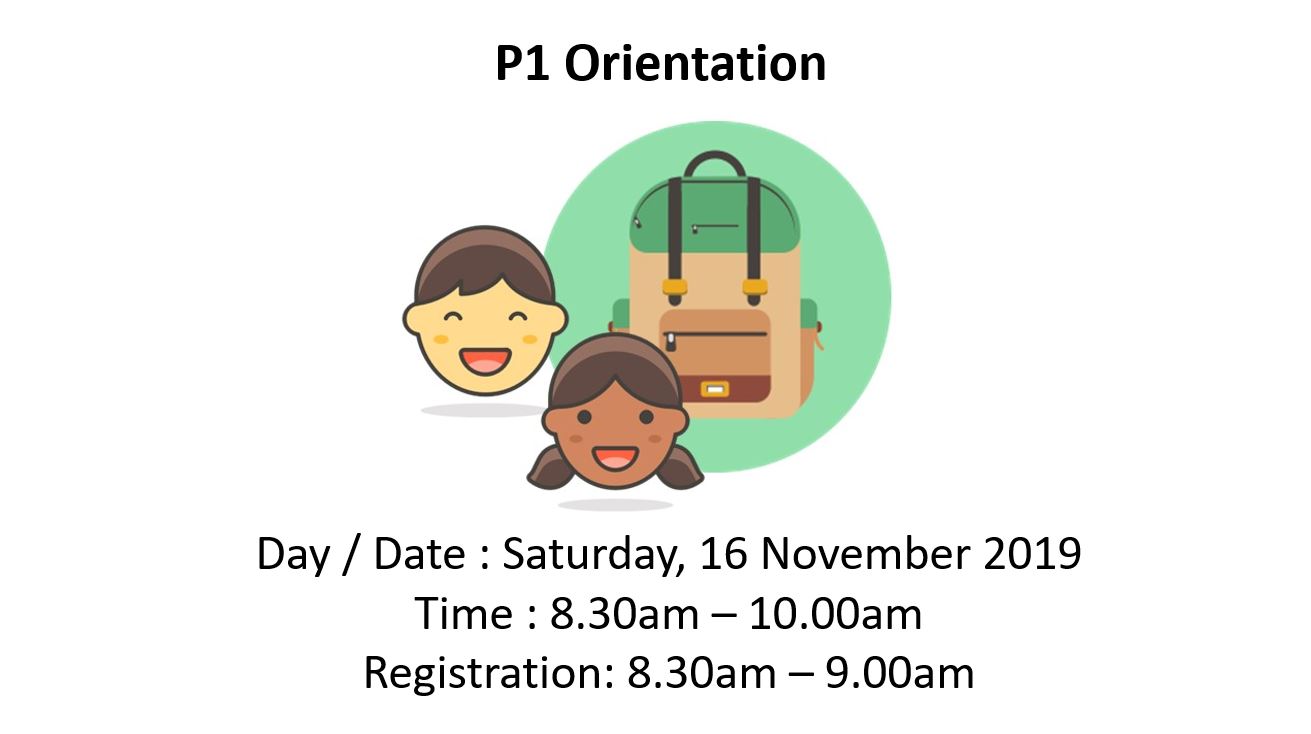 P1 Orientation
Day / Date : Saturday, 16 November 2019
Time : 8.30am – 10.00am
Registration: 8.30am – 9.00am